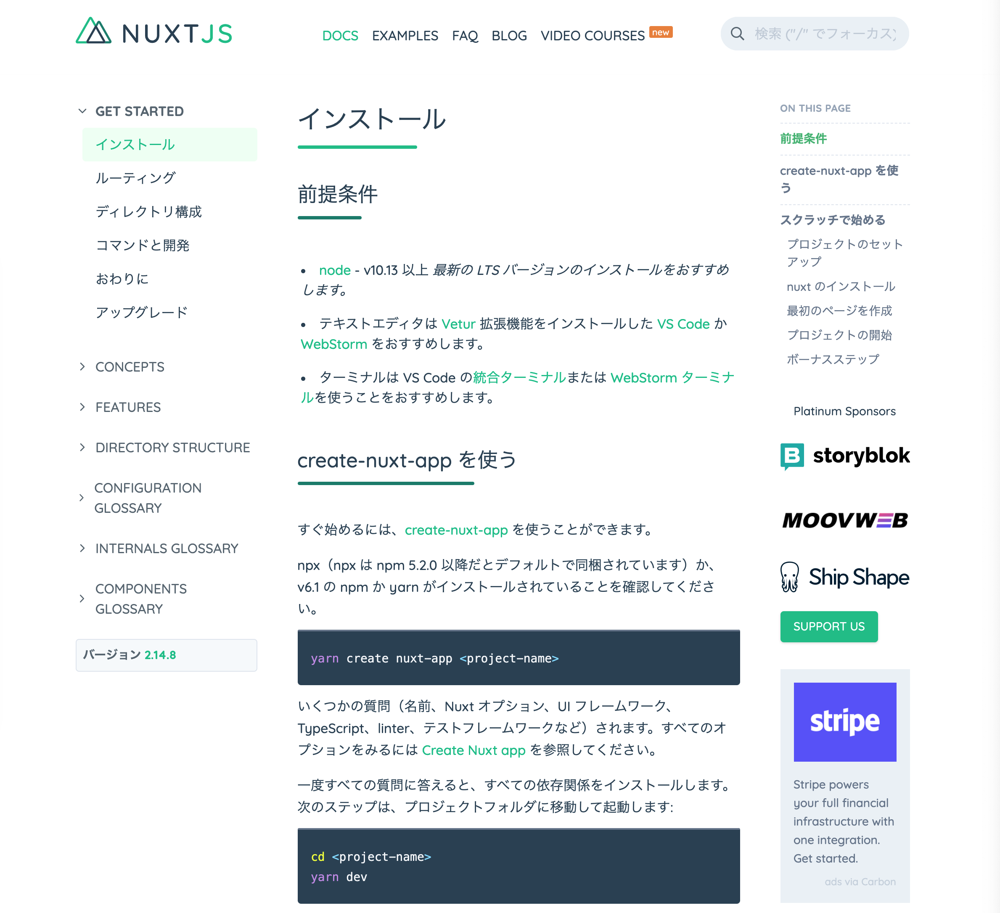 NUXTJS
DOCS EXAMPLES FAQ BLOG VIDEO COURSES new
検索 ("/" でフォーカス)
GET STARTED
インストール
ルーティング
ディレクトリ構成
コマンドと開発
おわりに
アップグレード
CONCEPTS
FEATURES
DIRECTORY STRUCTURE
CONFIGURATION
GLOSSARY
INTERNALS GLOSSARY
COMPONENTS
GLOSSARY
バージョン 2.14.8
インストール
前提条件
• node - v10.13 以上 最新の LTS バージョンのインストールをおすすめ
します。
• テキストエディタは Vetur 拡張機能をインストールした VS Code か
WebStorm をおすすめします。
• ターミナルは VS Code の統合ターミナルまたは WebStorm ターミナ
ルを使うことをおすすめします。
create-nuxt-app を使う
すぐ始めるには、create-nuxt-app を使うことができます。
npx（npx は npm 5.2.0 以降だとデフォルトで同梱されています）か、
v6.1 の npm か yarn がインストールされていることを確認してくださ
い。
yarn create nuxt-app <project-name>
いくつかの質問（名前、Nuxt オプション、UI フレームワーク、
TypeScript、linter、テストフレームワークなど）されます。すべてのオ
プションをみるには Create Nuxt app を参照してください。
一度すべての質問に答えると、すべての依存関係をインストールします。
次のステップは、プロジェクトフォルダに移動して起動します:
cd <project-name>
yarn dev
ON THIS PAGE
前提条件
create-nuxt-app を使
う
スクラッチで始める
プロジェクトのセット
アップ
nuxt のインストール
最初のページを作成
プロジェクトの開始
ボーナスステップ
Platinum Sponsors
B storyblok
MOOVWEB
Ship Shape
SUPPORT US
stripe
Stripe powers
your full financial
infrastructure with
one integration.
Get started.
ads via Carbon